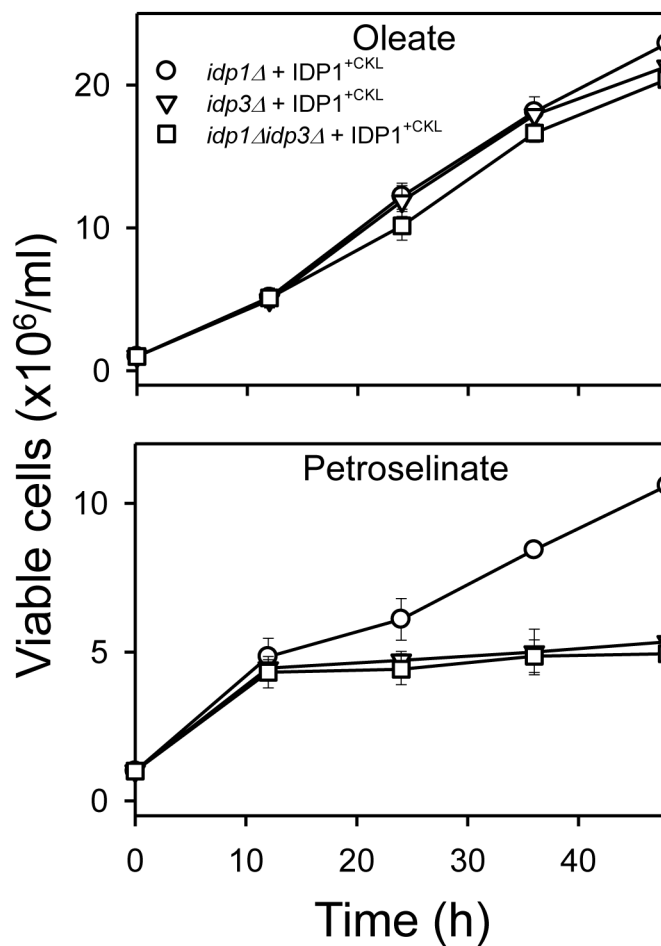 Oleate
idp1Δ + IDP1+CKL
idp3Δ + IDP1+CKL
idp1Δidp3Δ + IDP1+CKL
20
10
0
Petroselinate
10
5
0
0 10 20 30 40
Time (h)
Viable cells (x10⁶/ml)